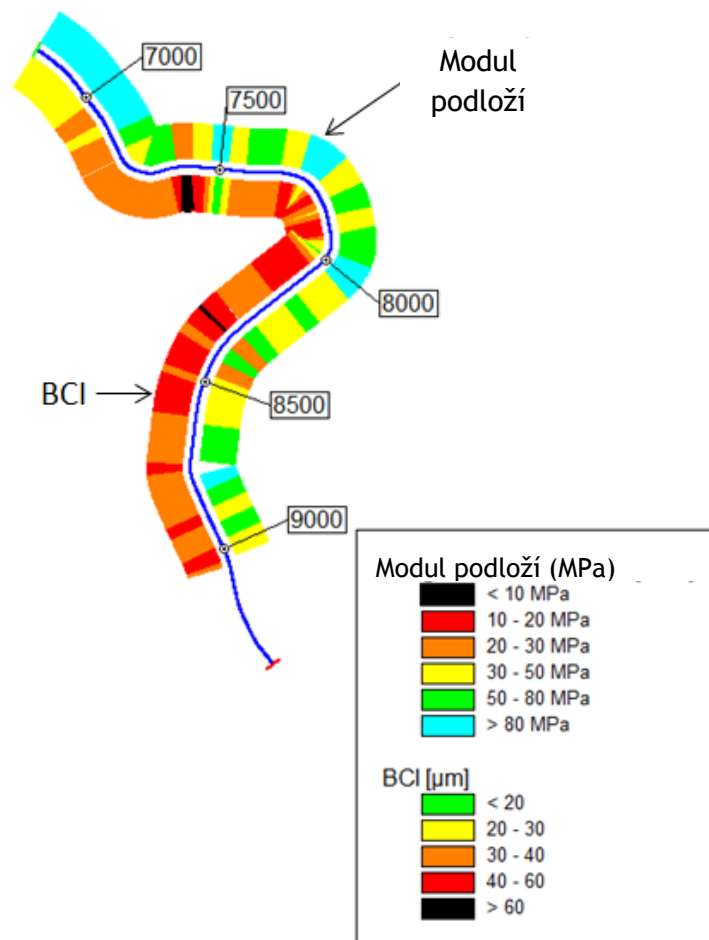 7000
Modul
podloží
7500
8000
BCI
8500
9000
Modul podloží (MPa)
< 10 MPa
10 - 20 MPa
20 - 30 MPa
30 - 50 MPa
50 - 80 MPa
> 80 MPa
BCI [µm]
< 20
20 - 30
30 - 40
40 - 60
> 60